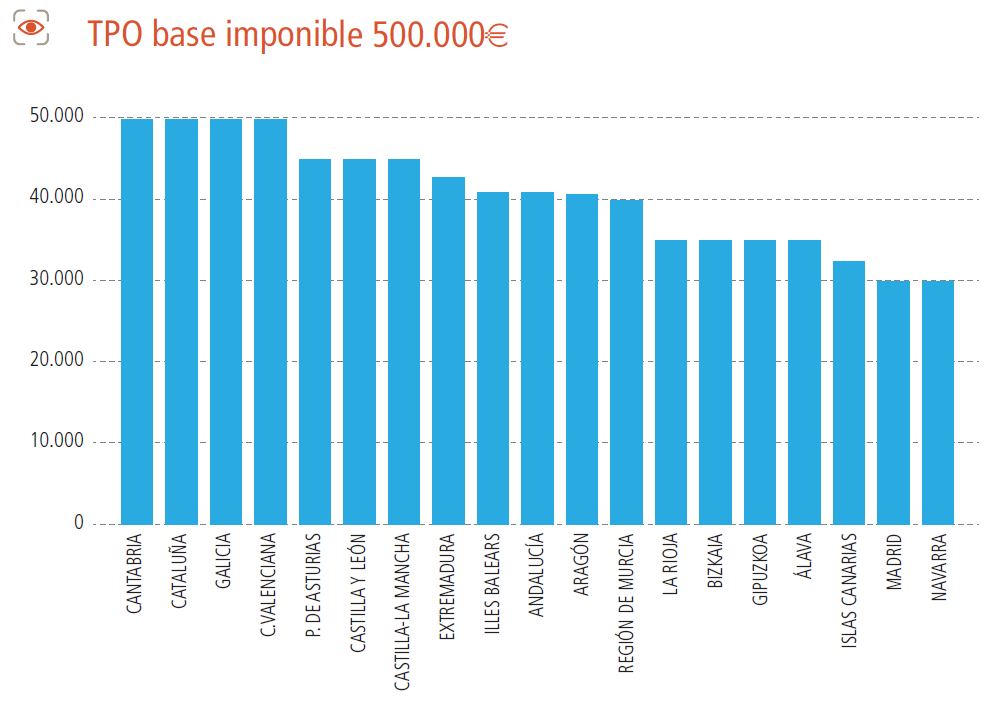 TPO base imponible 500.000€
50.000
40.000
30.000
20.000
10.000
0
CANTABRIA
CATALUÑA
GALICIA
C.VALENCIANA
P. DE ASTURIAS
CASTILLA Y LEÓN
CASTILLA-LA MANCHA
EXTREMADURA
ILLES BALEARS
ANDALUCÍA
ARAGÓN
REGIÓN DE MURCIA
LA RIOJA
BIZKAIA
GIPUZKOA
ÁLAVA
ISLAS CANARIAS
MADRID
NAVARRA